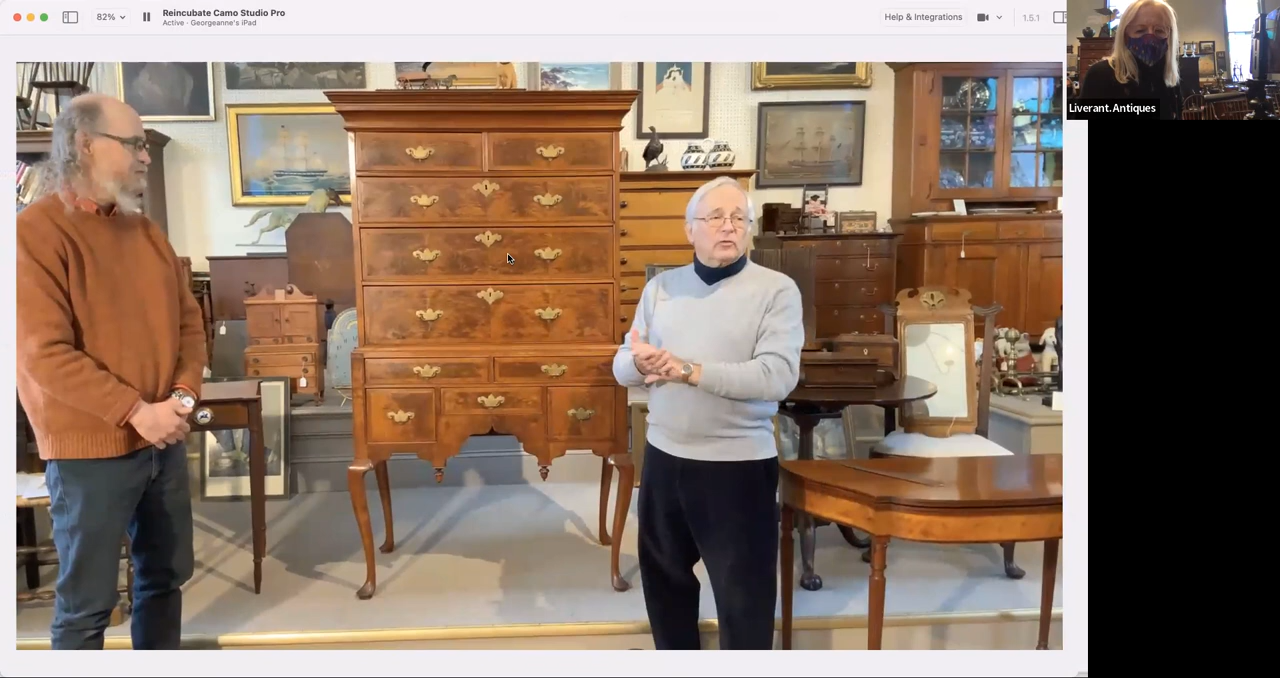 82%
Reincubate Camo Studio Pro
Active · Georgeanne's iPad
Help & Integrations
1.5.1
Liverant.Antiques